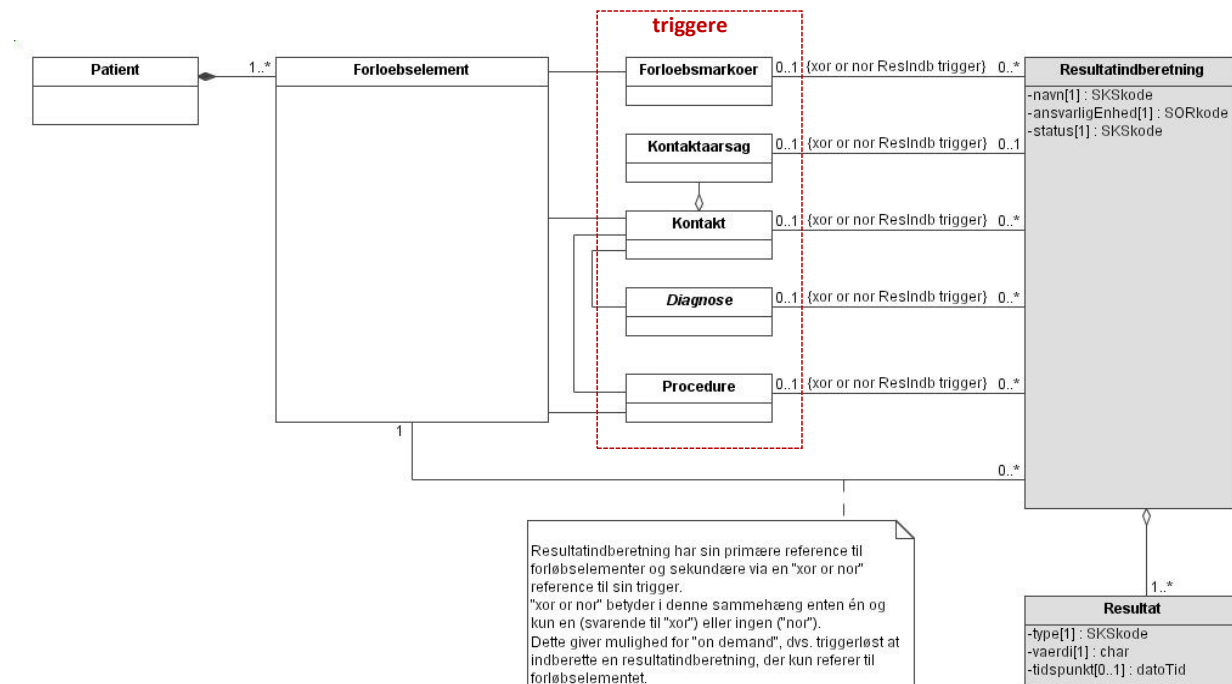 triggere
Patient
1..*
Forloebselement
Forloebsmarkoer
0..1 {xor or nor ResIndb trigger} 0..*
Resultatindberetning
-navn[1] : SKSkode
-ansvarligEnhed[1] : SORkode
-status[1] : SKSkode
Kontaktaarsag
0..1 {xor or nor ResIndb trigger} 0..1
Kontakt
0..1 {xor or nor ResIndb trigger} 0..*
Diagnose
0..1 {xor or nor ResIndb trigger} 0..*
Procedure
0..1 {xor or nor ResIndb trigger} 0..*
1
0..*
Resultatindberetning har sin primære reference til
forløbselementer og sekundære via en "xor or nor"
reference til sin trigger.
"xor or nor" betyder i denne sammehæng enten én og
kun en (svarende til "xor") eller ingen ("nor").
Dette giver mulighed for "on demand", dvs. triggerløst at
indberette en resultatindberetning, der kun referer til
forløbselementet.
1..*
Resultat
-type[1] : SKSkode
-vaerdi[1] : char
-tidspunkt[0..1] : datoTid